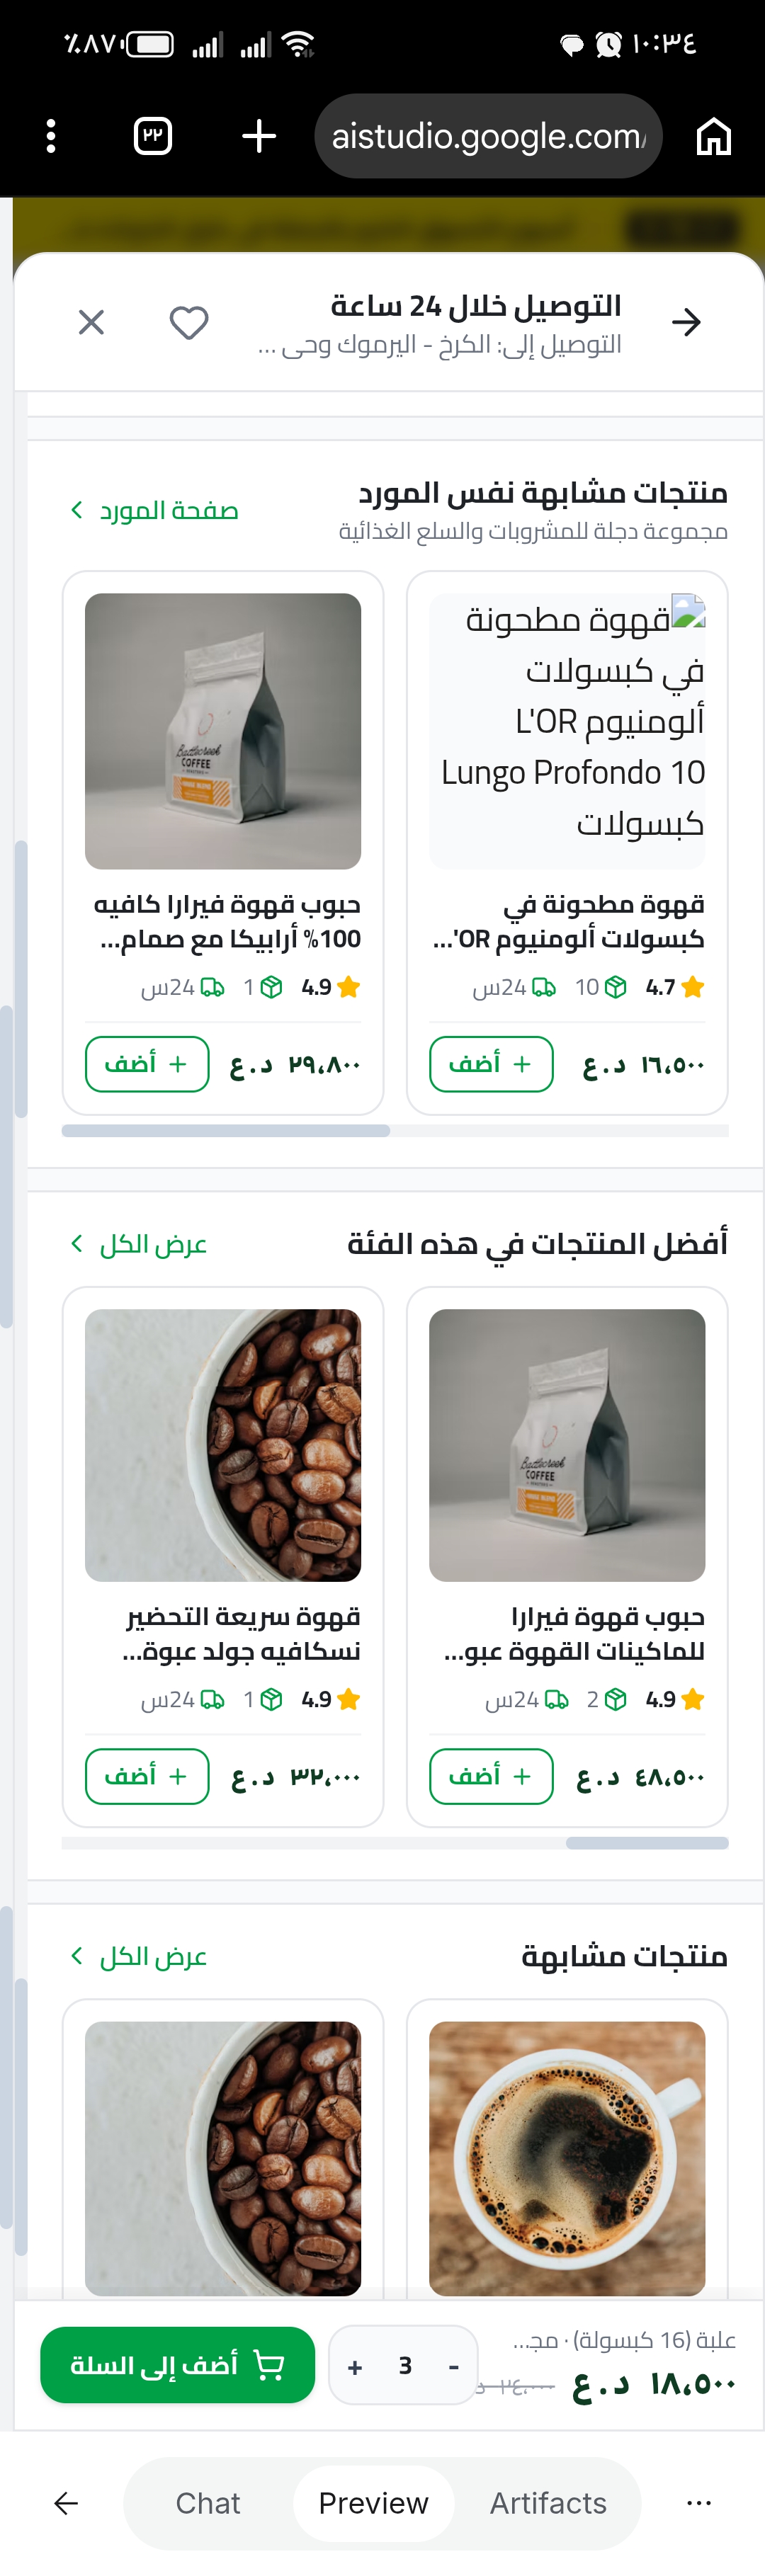 ٪٨٧
١٠:٣٤
٢٢
aistudio.google.com/
التوصيل خلال 24 ساعة
التوصيل إلى: الكرخ - اليرموك وحي ...
منتجات مشابهة نفس المورد
صفحة المورد
مجموعة دجلة للمشروبات والسلع الغذائية
قهوة مطحونة
في كبسولات
ألومنيوم L'OR
Lungo Profondo 10
كبسولات
Battlecreek
COFFEE
قهوة مطحونة في
كبسولات ألومنيوم L'OR...
4.7 10 24س
١٦،٥٠٠ د.ع
+ أضف
حبوب قهوة فيرارا كافيه
100% أرابيكا مع صمام...
4.9 1 24س
٢٩،٨٠٠ د.ع
+ أضف
أفضل المنتجات في هذه الفئة
عرض الكل
Battlecreek
COFFEE
حبوب قهوة فيرارا
للماكينات القهوة عبو...
4.9 2 24س
٤٨،٥٠٠ د.ع
+ أضف
قهوة سريعة التحضير
نسكافيه جولد عبوة...
4.9 1 24س
٣٢،٠٠٠ د.ع
+ أضف
منتجات مشابهة
عرض الكل
علبة (16 كبسولة) · مجـ...
١٨،٥٠٠ د.ع
٢٤،٠٠٠ د
- 3 +
أضف إلى السلة
Chat
Preview
Artifacts